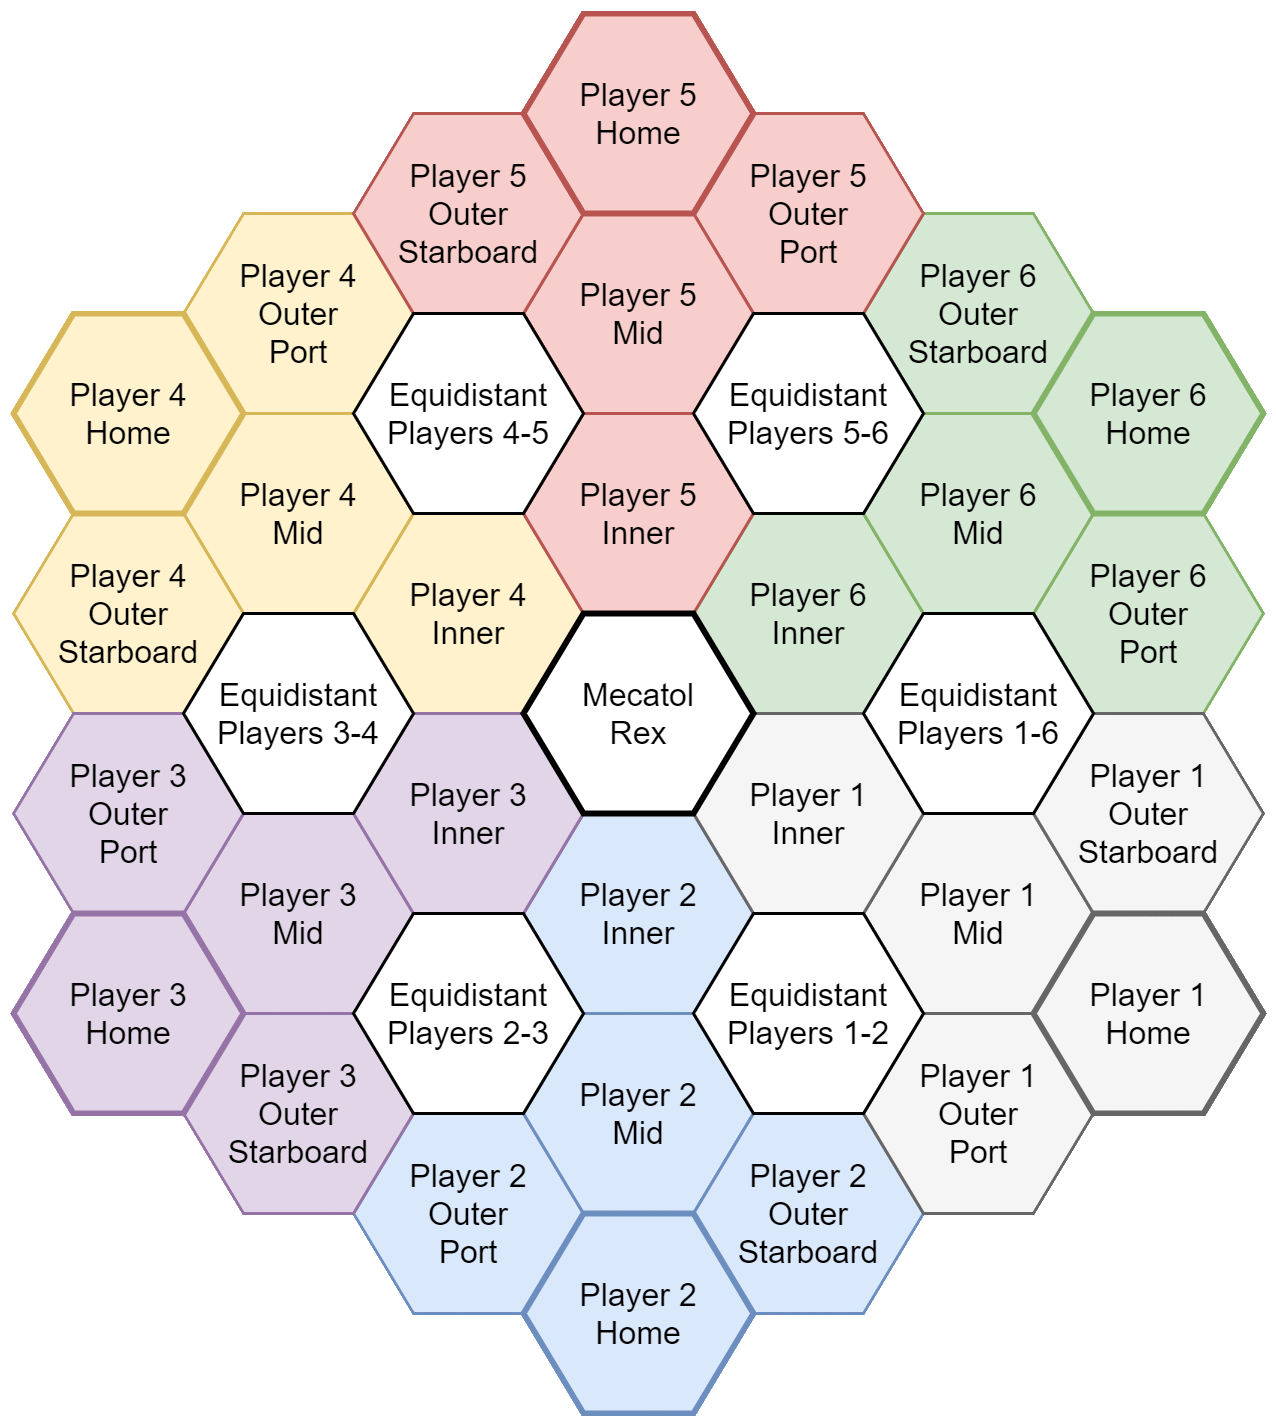 Player 5
Home
Player 5
Outer
Starboard
Player 5
Outer
Port
Player 4
Outer
Port
Player 5
Mid
Player 6
Outer
Starboard
Player 4
Home
Equidistant
Players 4-5
Equidistant
Players 5-6
Player 6
Home
Player 4
Mid
Player 5
Inner
Player 6
Mid
Player 4
Outer
Starboard
Player 4
Inner
Player 6
Inner
Player 6
Outer
Port
Equidistant
Players 3-4
Mecatol
Rex
Equidistant
Players 1-6
Player 3
Outer
Port
Player 3
Inner
Player 1
Inner
Player 1
Outer
Starboard
Player 3
Mid
Player 2
Inner
Player 1
Mid
Player 3
Home
Equidistant
Players 2-3
Equidistant
Players 1-2
Player 1
Home
Player 3
Outer
Starboard
Player 2
Mid
Player 1
Outer
Port
Player 2
Outer
Port
Player 2
Outer
Starboard
Player 2
Home